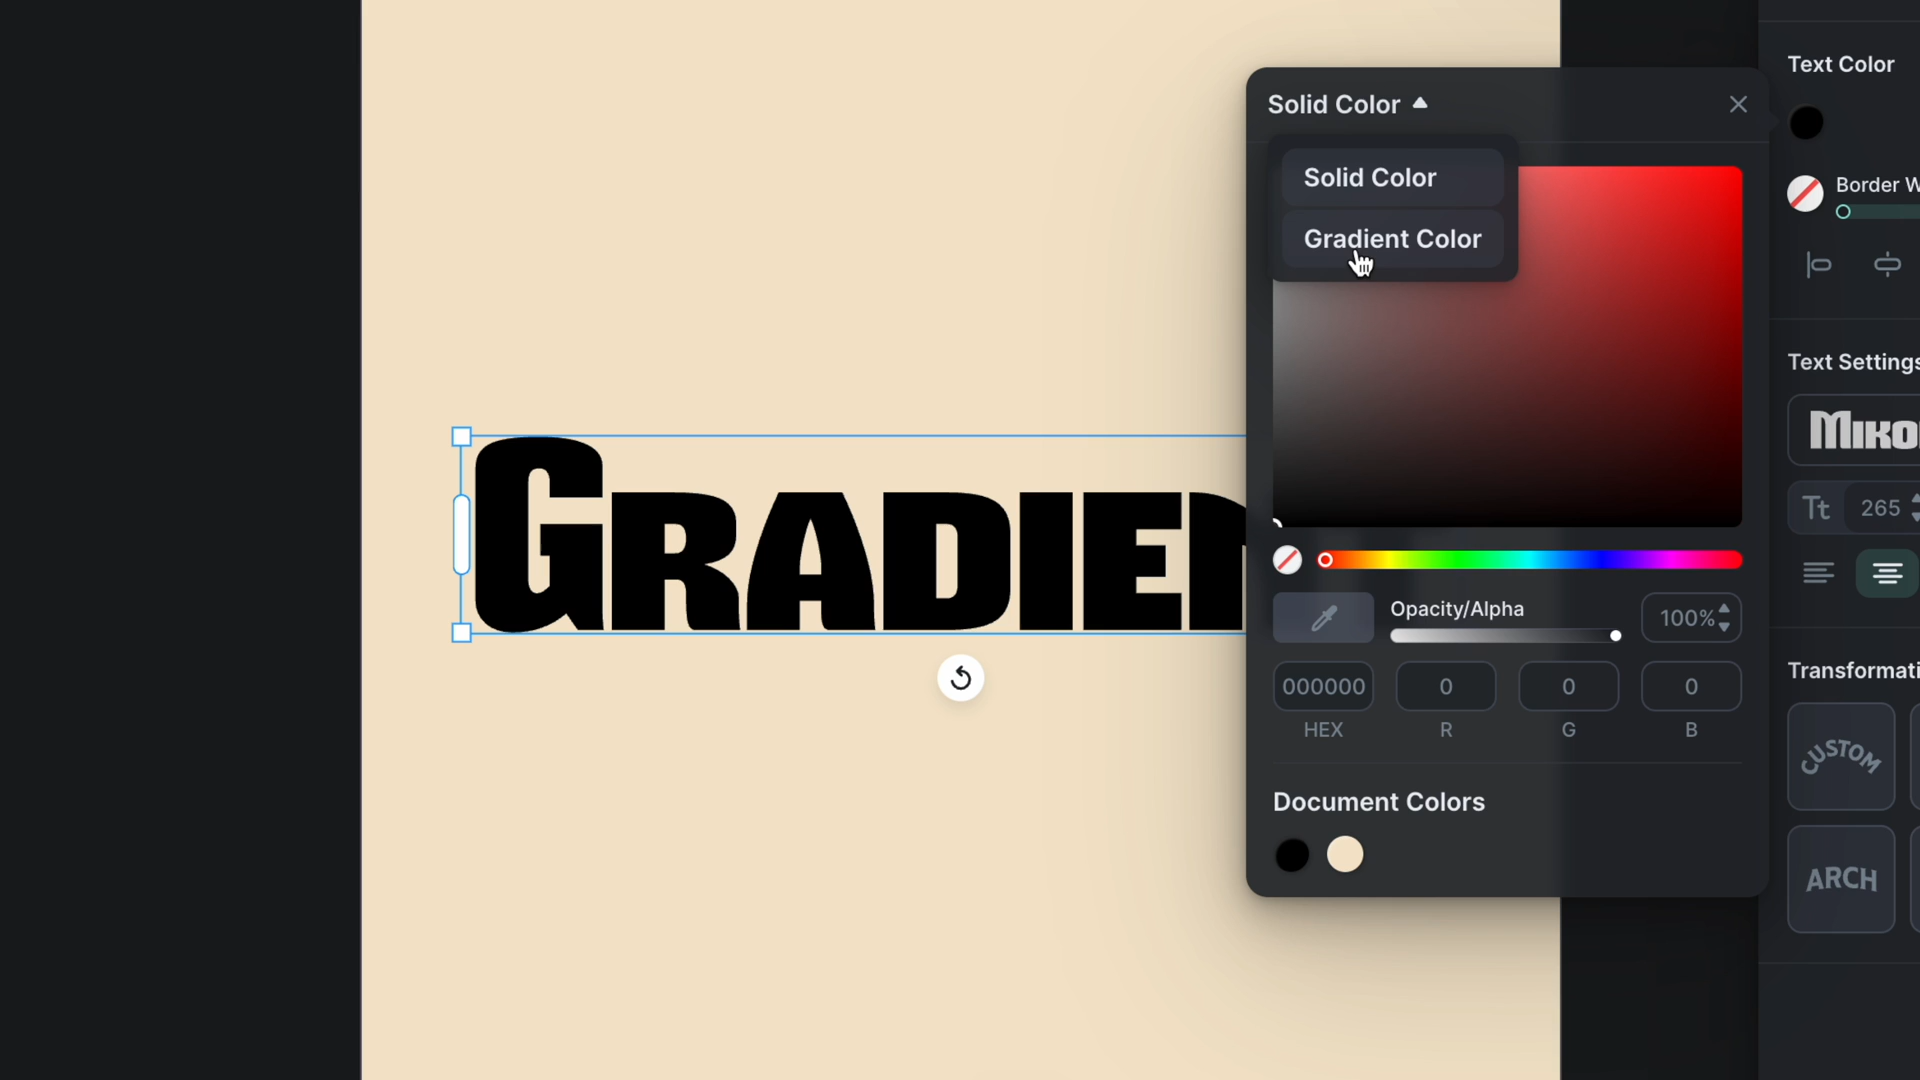 Text Color
Solid Color
Solid Color
Border W
Gradient Color
Text Settings
MIKO
Tt 265
GRADIEN
Opacity/Alpha
100%
000000 0 0 0
HEX R G B
Transformati
CUSTOM
Document Colors
ARCH